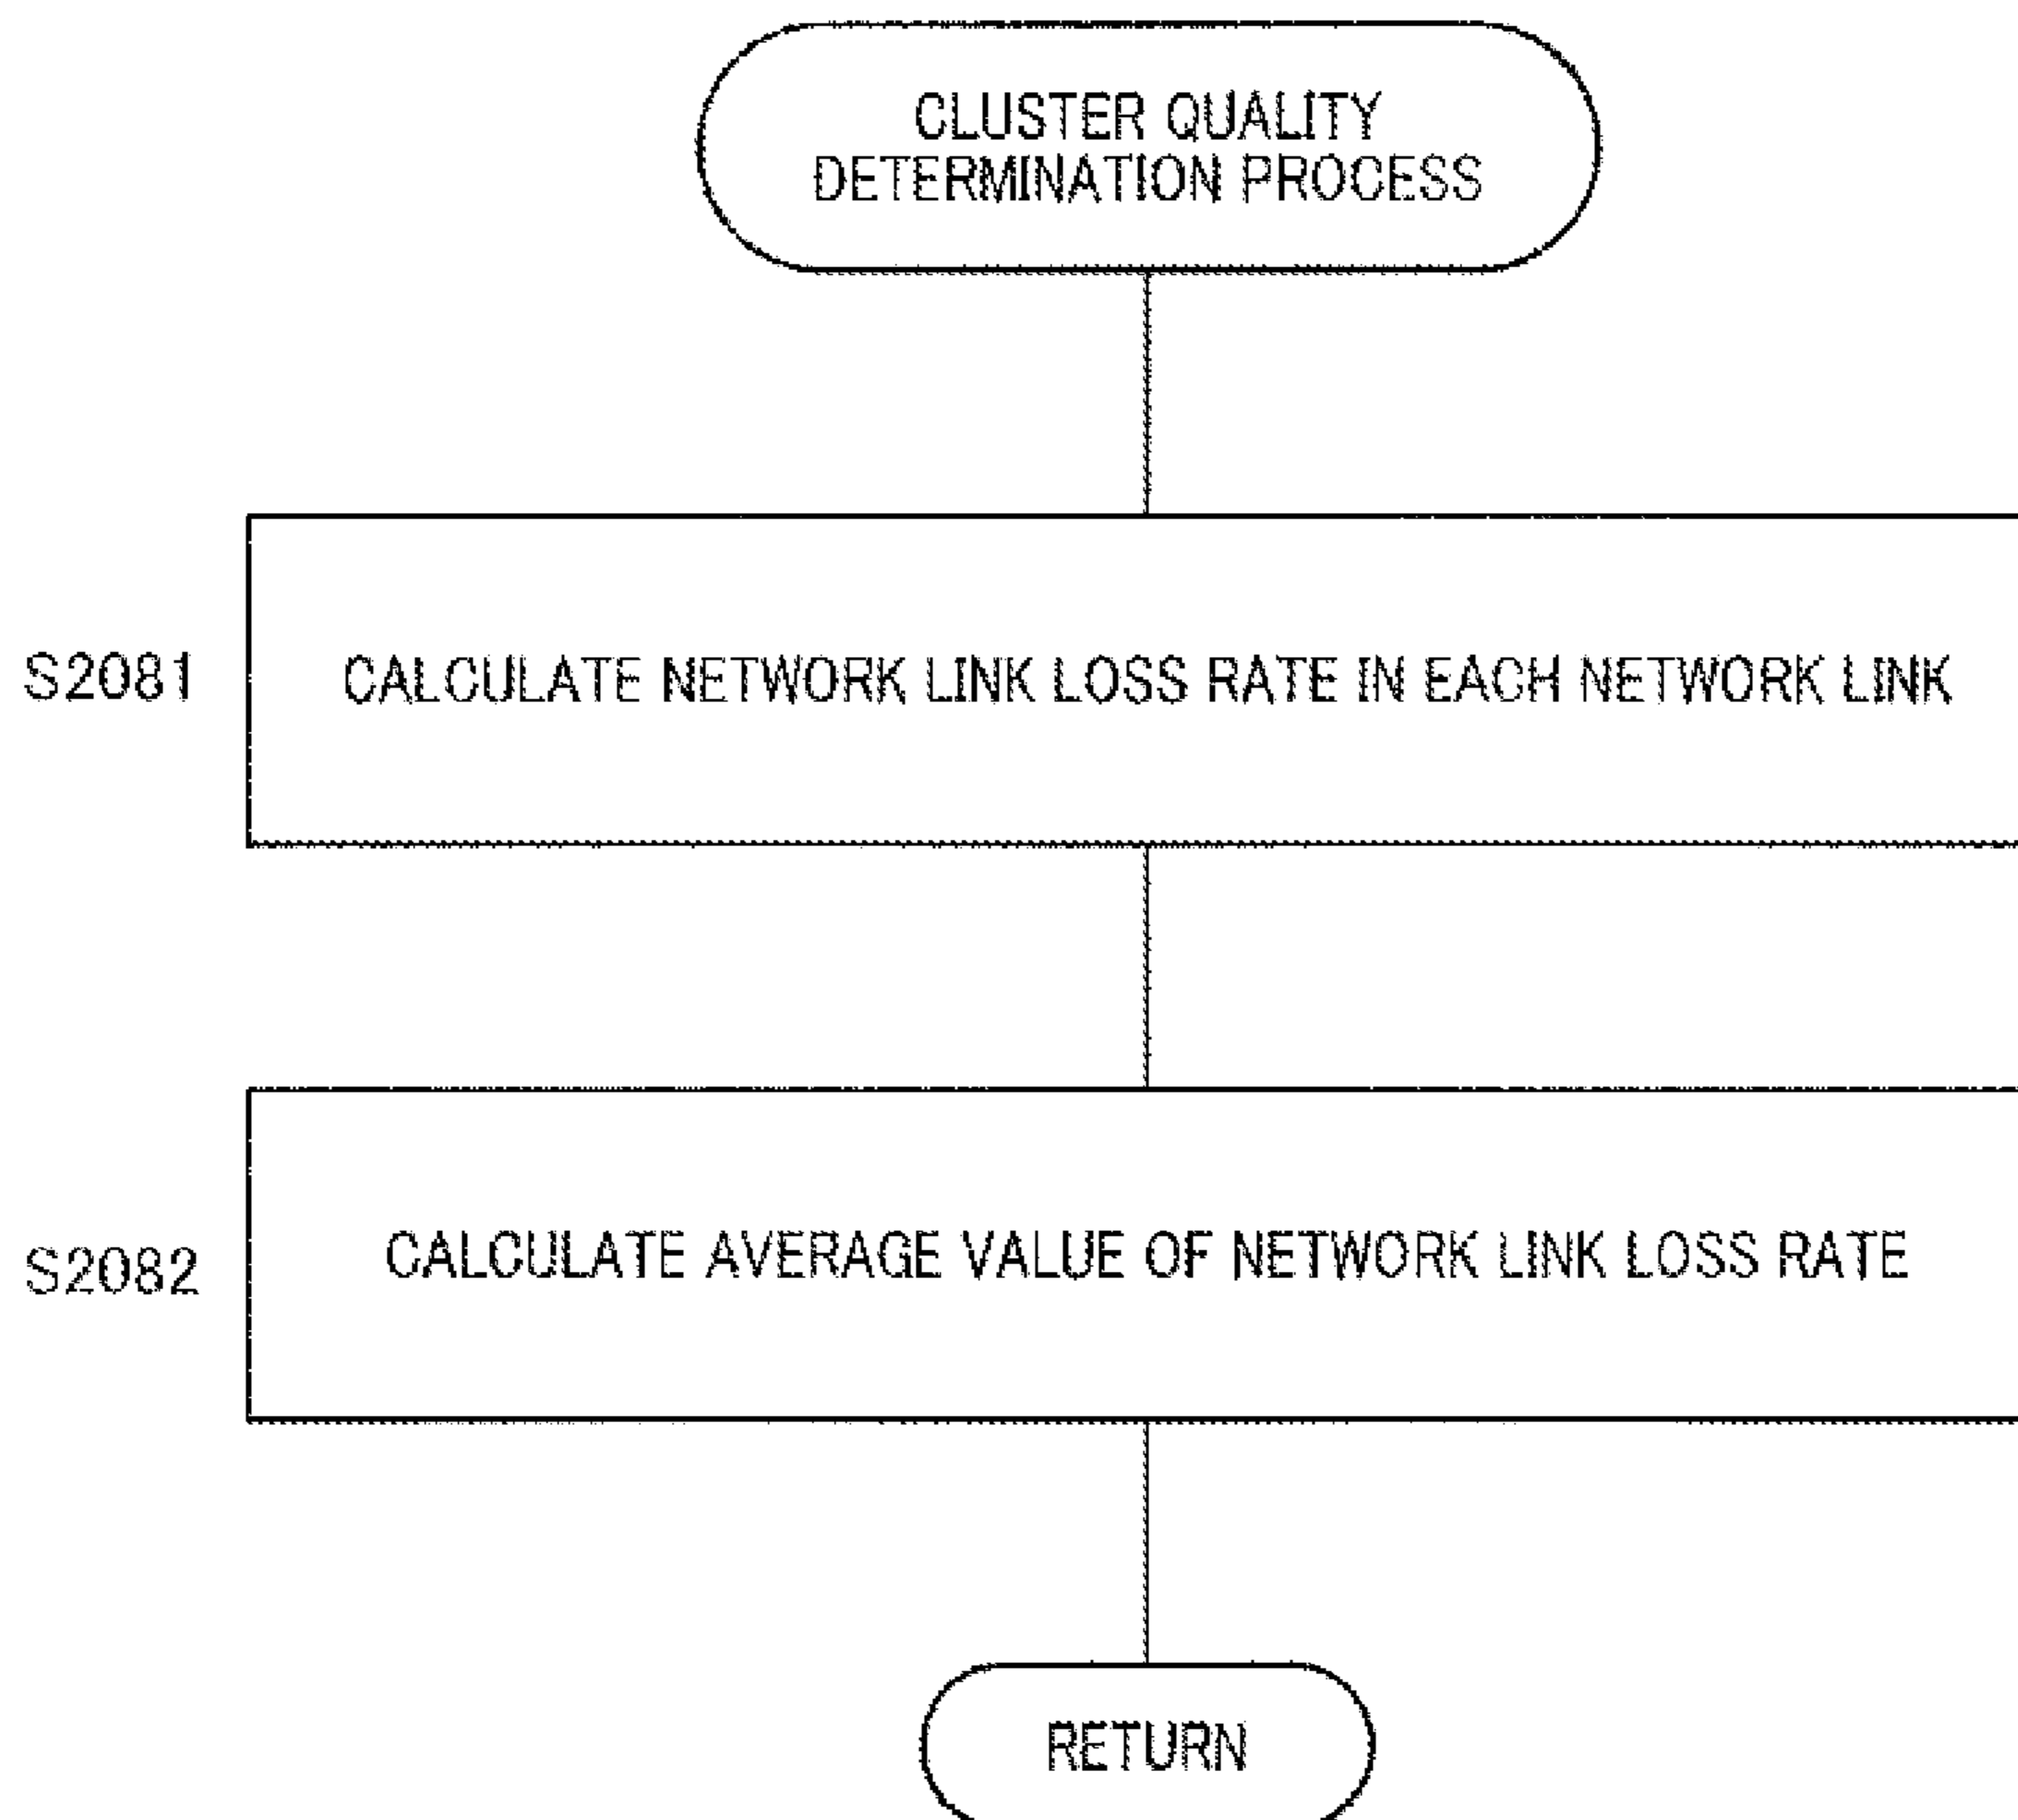 CLUSTER QUALITY
DETERMINATION PROCESS
S2081
CALCULATE NETWORK LINK LOSS RATE IN EACH NETWORK LINK
S2082
CALCULATE AVERAGE VALUE OF NETWORK LINK LOSS RATE
RETURN